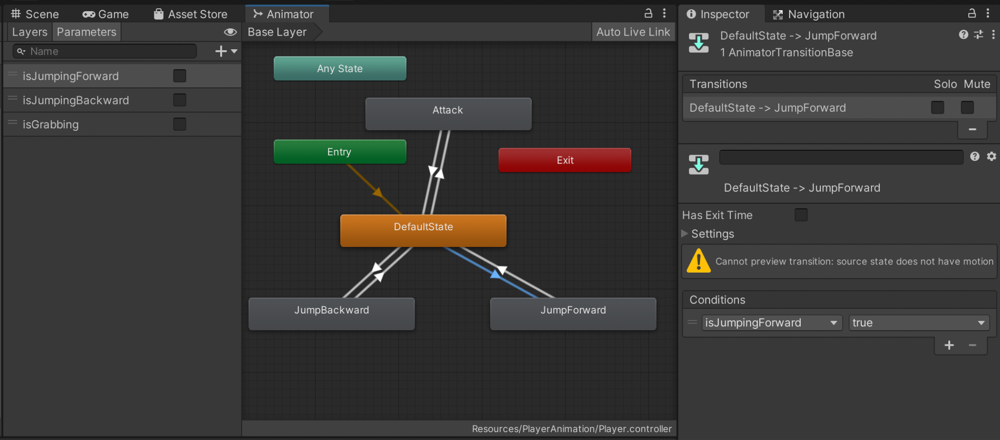 Scene
Game
Asset Store
Animator
Inspector
Navigation
Layers
Parameters
Base Layer
Auto Live Link
Name
isJumpingForward
isJumpingBackward
isGrabbing
Any State
Attack
Entry
Exit
DefaultState
JumpBackward
JumpForward
Resources/PlayerAnimation/Player.controller
DefaultState -> JumpForward
1 AnimatorTransitionBase
Transitions Solo Mute
DefaultState -> JumpForward
DefaultState -> JumpForward
Has Exit Time
Settings
Cannot preview transition: source state does not have motion
Conditions
isJumpingForward true